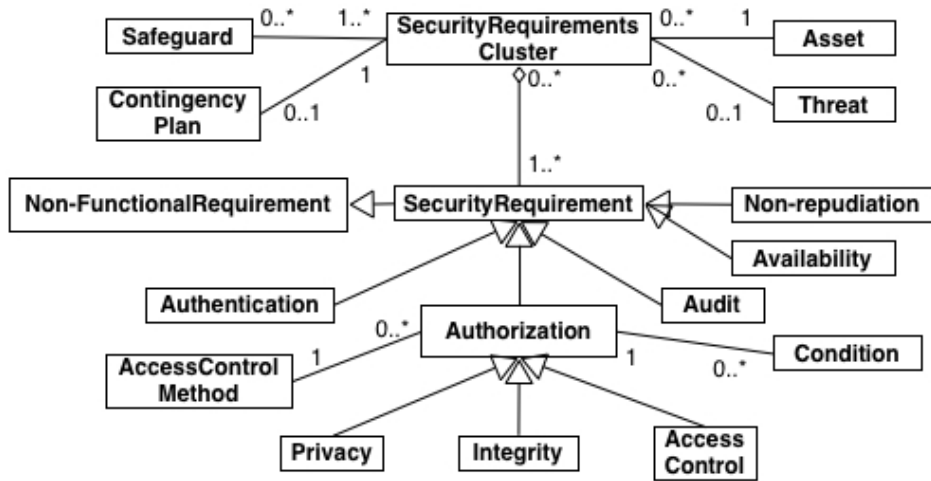 0..*
1..*
SecurityRequirements
Cluster
0..*
1
Safeguard
Asset
1
0..*
0..*
Contingency
Plan
0..1
0..1
Threat
1..*
Non-FunctionalRequirement
SecurityRequirement
Non-repudiation
Availability
Authentication
Audit
0..*
Authorization
AccessControl
Method
1
1
0..*
Condition
Privacy
Integrity
Access
Control